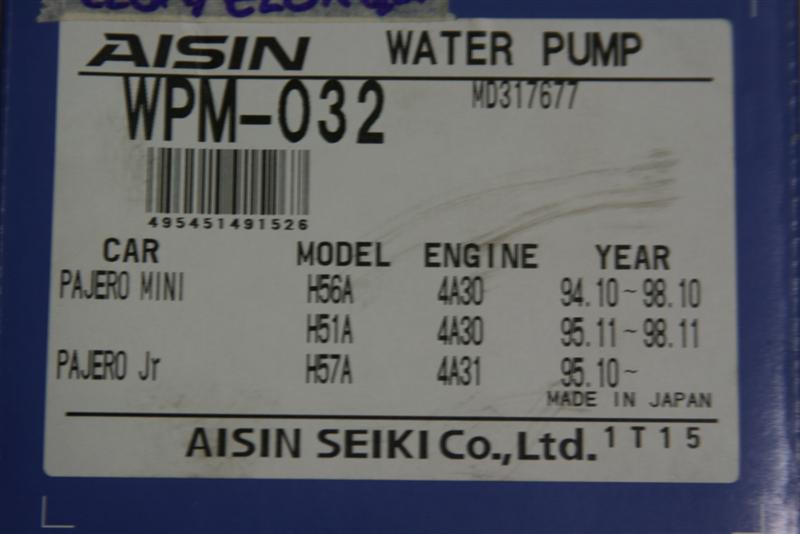 AISIN WATER PUMP
WPM-032 MD317677
4954514915​26
CAR MODEL ENGINE YEAR
PAJERO MINI H56A 4A30 94.10~98.10
H51A 4A30 95.11~98.11
PAJERO Jr H57A 4A31 95.10~
MADE IN JAPAN
AISIN SEIKI Co.,Ltd. 1T15